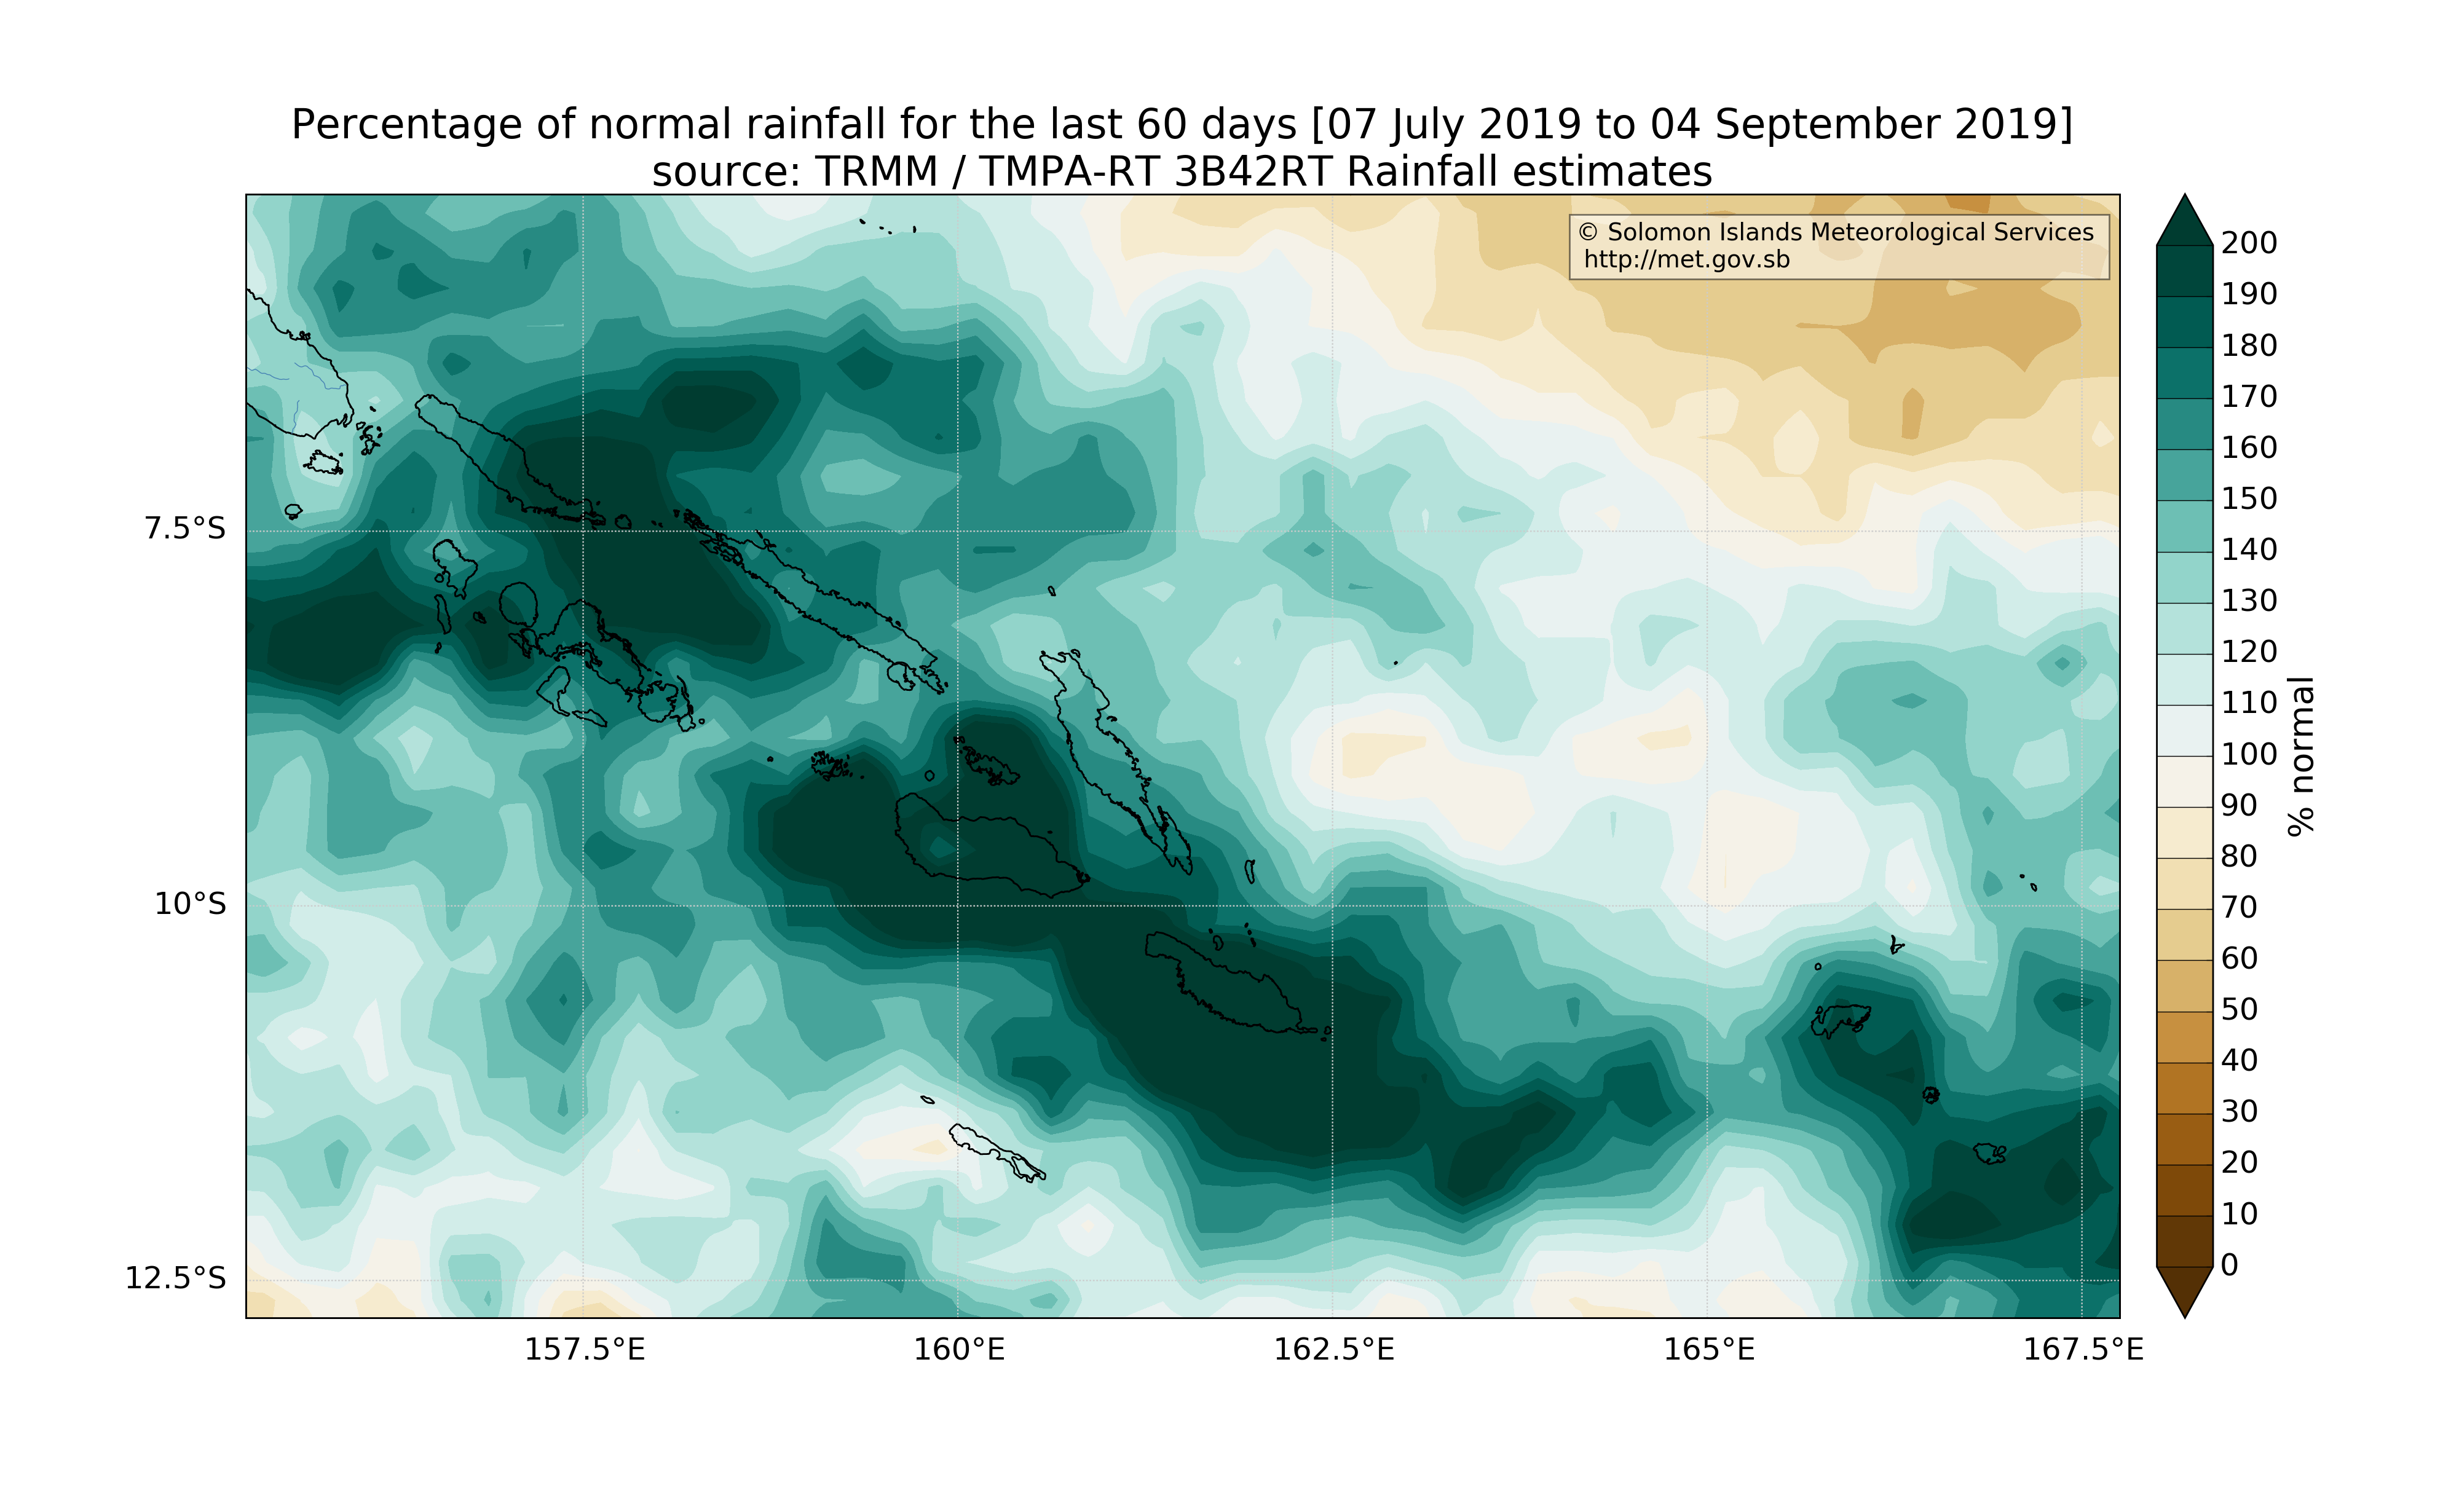 Percentage of normal rainfall for the last 60 days [07 July 2019 to 04 September 2019]
source: TRMM / TMPA-RT 3B42RT Rainfall estimates
© Solomon Islands Meteorological Services
http://met.gov.sb
7.5°S
10°S
12.5°S
157.5°E
160°E
162.5°E
165°E
167.5°E
200
190
180
170
160
150
140
130
120
110
100
90
80
70
60
50
40
30
20
10
0
% normal